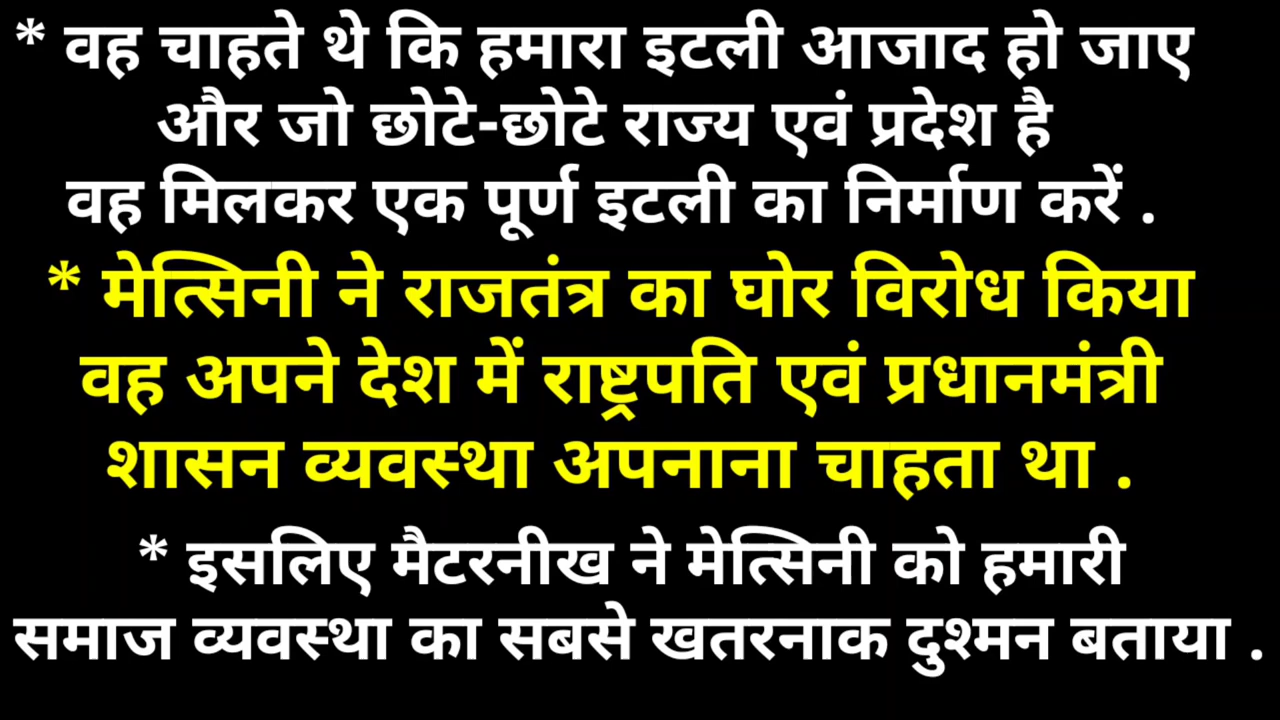 * वह चाहते थे कि हमारा इटली आजाद हो जाए
और जो छोटे-छोटे राज्य एवं प्रदेश है
वह मिलकर एक पूर्ण इटली का निर्माण करें .
* मेत्सिनी ने राजतंत्र का घोर विरोध किया
वह अपने देश में राष्ट्रपति एवं प्रधानमंत्री
शासन व्यवस्था अपनाना चाहता था .
* इसलिए मैटरनीख ने मेत्सिनी को हमारी
समाज व्यवस्था का सबसे खतरनाक दुश्मन बताया .